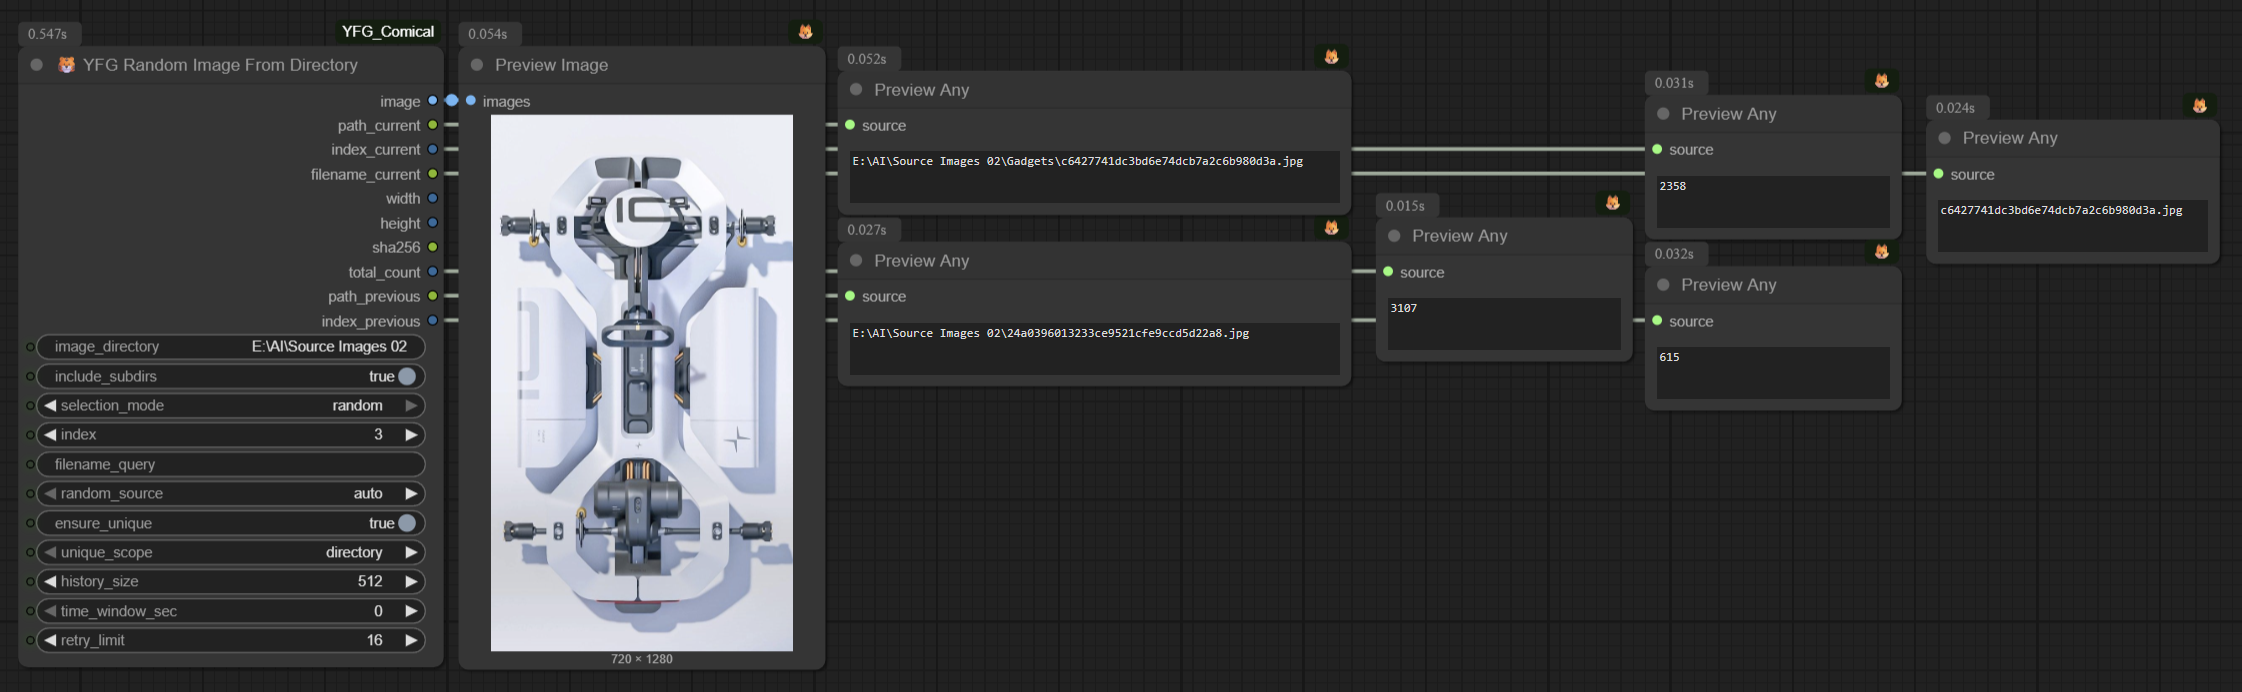 0.547s
YFG_Comical
YFG Random Image From Directory
image
path_current
index_current
filename_current
width
height
sha256
total_count
path_previous
index_previous
image_directory E:\AI\Source Images 02
include_subdirs true
selection_mode random
index 3
filename_query
random_source auto
ensure_unique true
unique_scope directory
history_size 512
time_window_sec 0
retry_limit 16
0.054s
Preview Image
images
IC
720 × 1280
0.052s
Preview Any
source
E:\AI\Source Images 02\Gadgets\c6427741dc3bd6e74dcb7a2c6b980d3a.jpg
0.027s
Preview Any
source
E:\AI\Source Images 02\24a0396013233ce9521cfe9ccd5d22a8.jpg
0.015s
Preview Any
source
3107
0.031s
Preview Any
source
2358
0.032s
Preview Any
source
615
0.024s
Preview Any
source
c6427741dc3bd6e74dcb7a2c6b980d3a.jpg